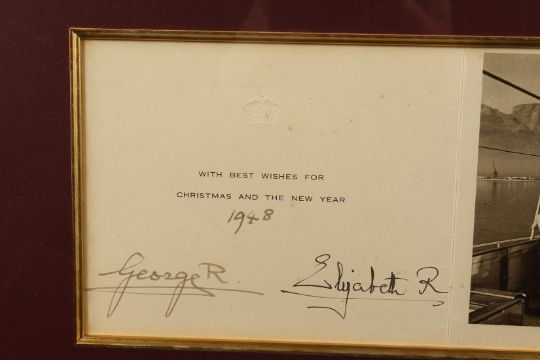 WITH BEST WISHES FOR
CHRISTMAS AND THE NEW YEAR
1948
George R.
Elizabeth R